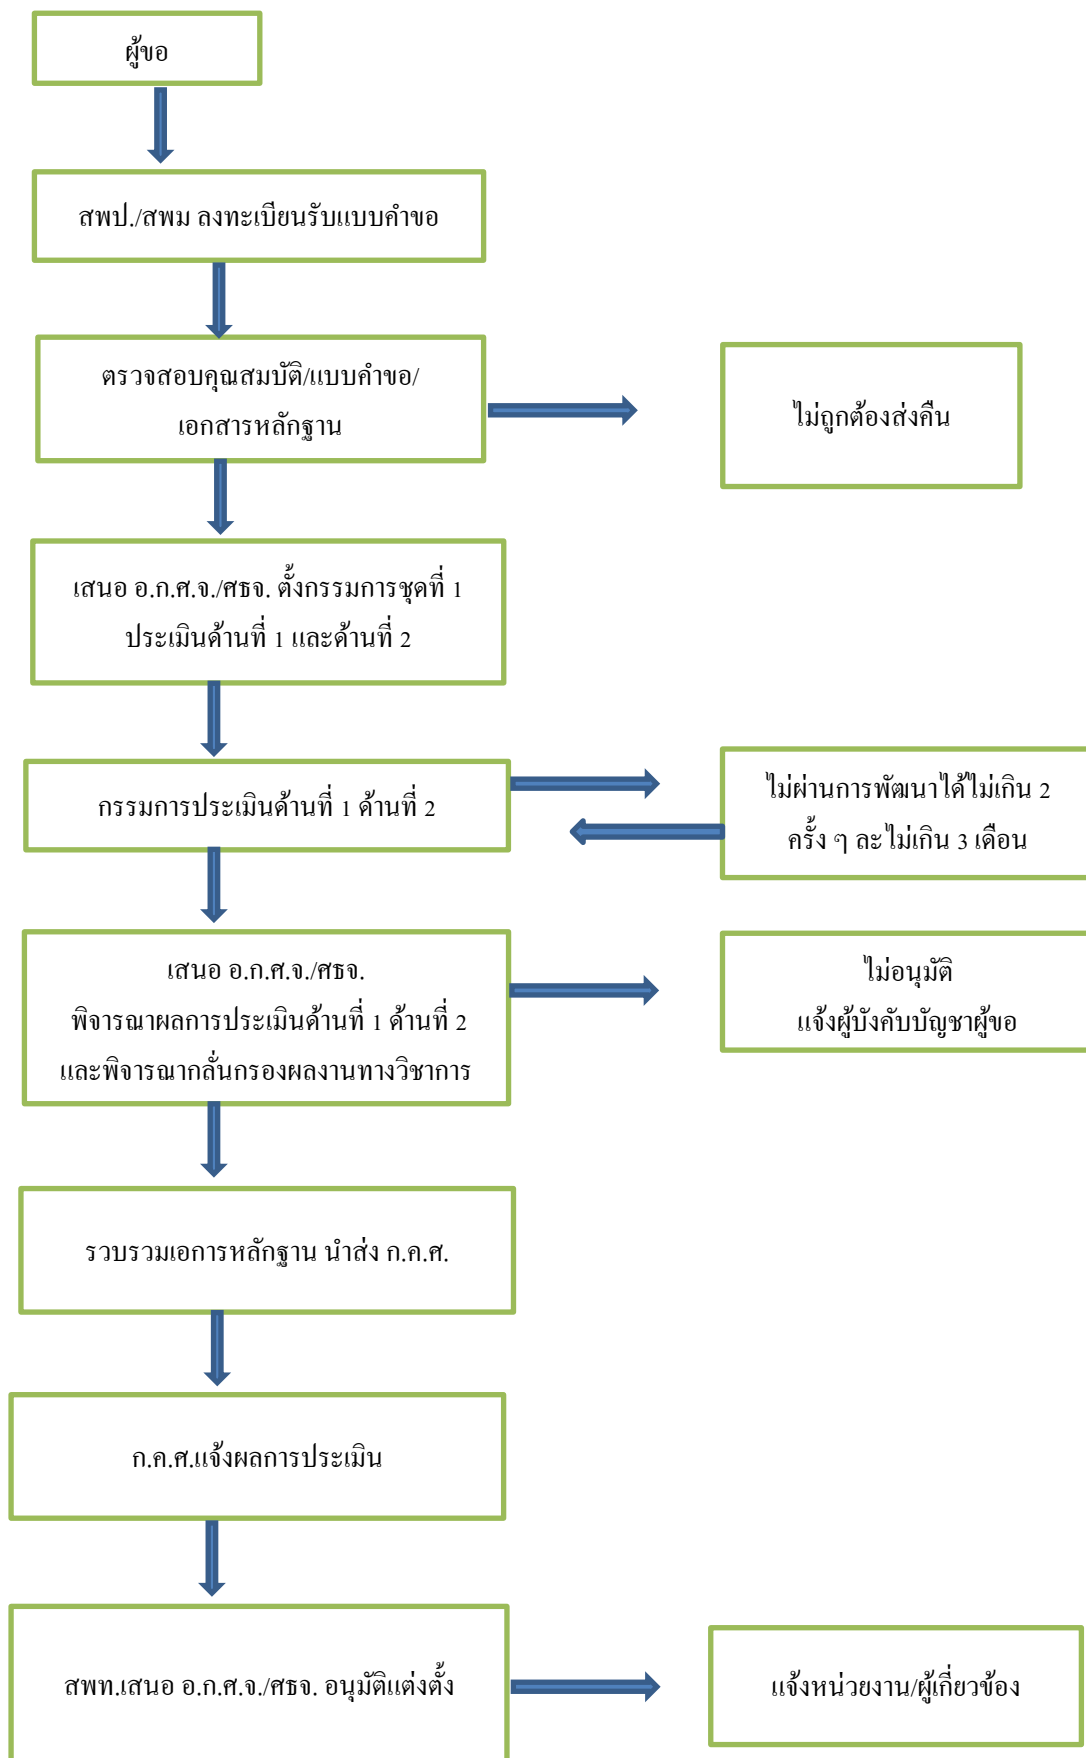 ผู้ขอ
สพป./สพม ลงทะเบียนรับแบบคำขอ
ตรวจสอบคุณสมบัติ/แบบคำขอ/
เอกสารหลักฐาน
ไม่ถูกต้องส่งคืน
เสนอ อ.ก.ศ.จ./ศธจ. ตั้งกรรมการชุดที่ 1
ประเมินด้านที่ 1 และด้านที่ 2
กรรมการประเมินด้านที่ 1 ด้านที่ 2
ไม่ผ่านการพัฒนาได้ไม่เกิน 2
ครั้ง ๆ ละไม่เกิน 3 เดือน
เสนอ อ.ก.ศ.จ./ศธจ.
พิจารณาผลการประเมินด้านที่ 1 ด้านที่ 2
และพิจารณากลั่นกรองผลงานทางวิชาการ
ไม่อนุมัติ
แจ้งผู้บังคับบัญชาผู้ขอ
รวบรวมเอการหลักฐาน นำส่ง ก.ค.ศ.
ก.ค.ศ.แจ้งผลการประเมิน
สพท.เสนอ อ.ก.ศ.จ./ศธจ. อนุมัติแต่งตั้ง
แจ้งหน่วยงาน/ผู้เกี่ยวข้อง